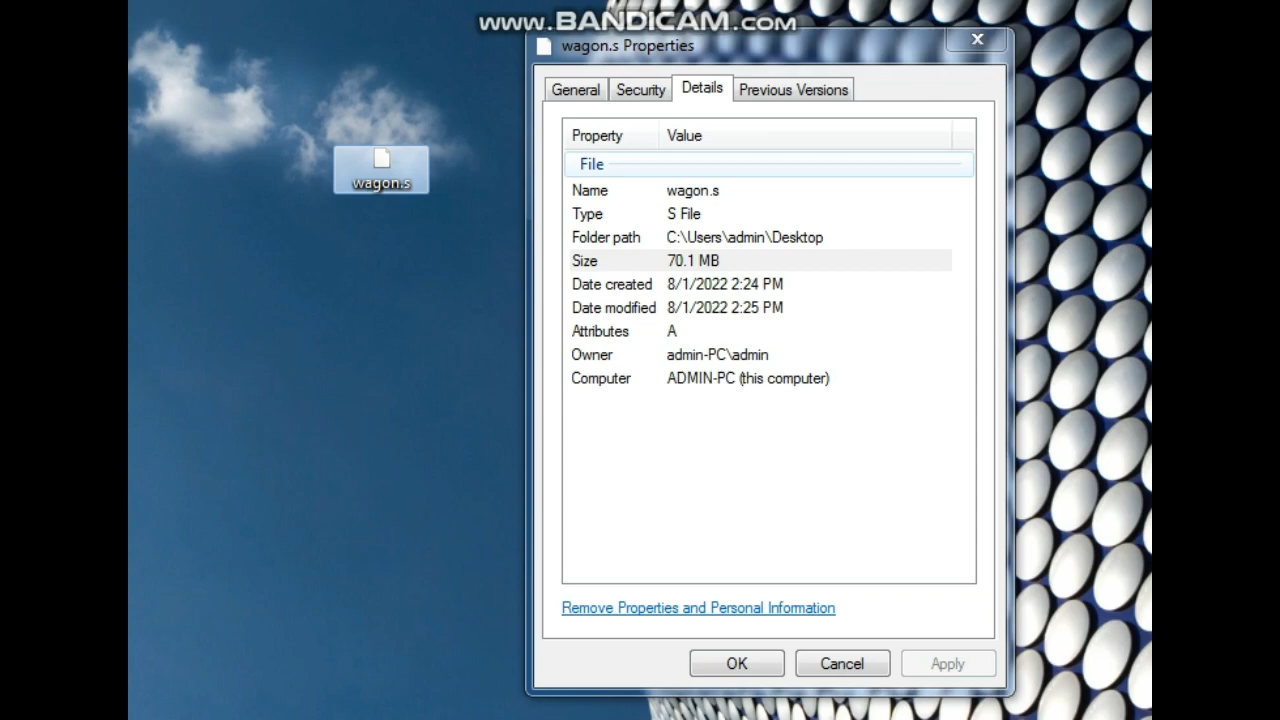 www.BANDICAM.com
wagon.s Properties
General Security Details Previous Versions
Property Value
File
Name wagon.s
Type S File
Folder path C:\Users\admin\Desktop
Size 70.1 MB
Date created 8/1/2022 2:24 PM
Date modified 8/1/2022 2:25 PM
Attributes A
Owner admin-PC\admin
Computer ADMIN-PC (this computer)
Remove Properties and Personal Information
OK Cancel Apply
wagon.s